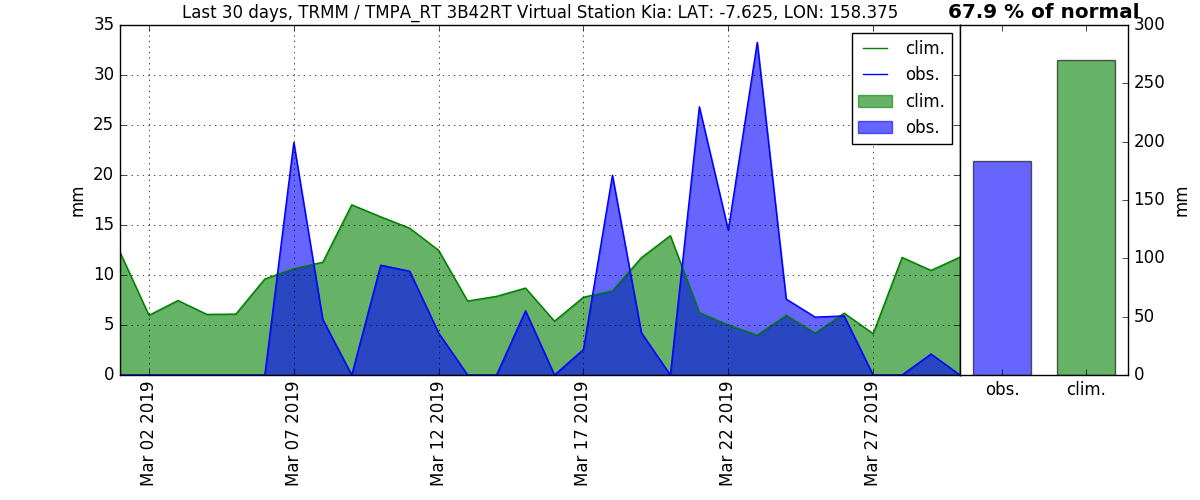 Last 30 days, TRMM / TMPA_RT 3B42RT Virtual Station Kia: LAT: -7.625, LON: 158.375
67.9 % of normal
35
30
25
20
15
10
5
0
mm
clim.
obs.
clim.
obs.
Mar 02 2019
Mar 07 2019
Mar 12 2019
Mar 17 2019
Mar 22 2019
Mar 27 2019
300
250
200
150
100
50
0
mm
obs.
clim.